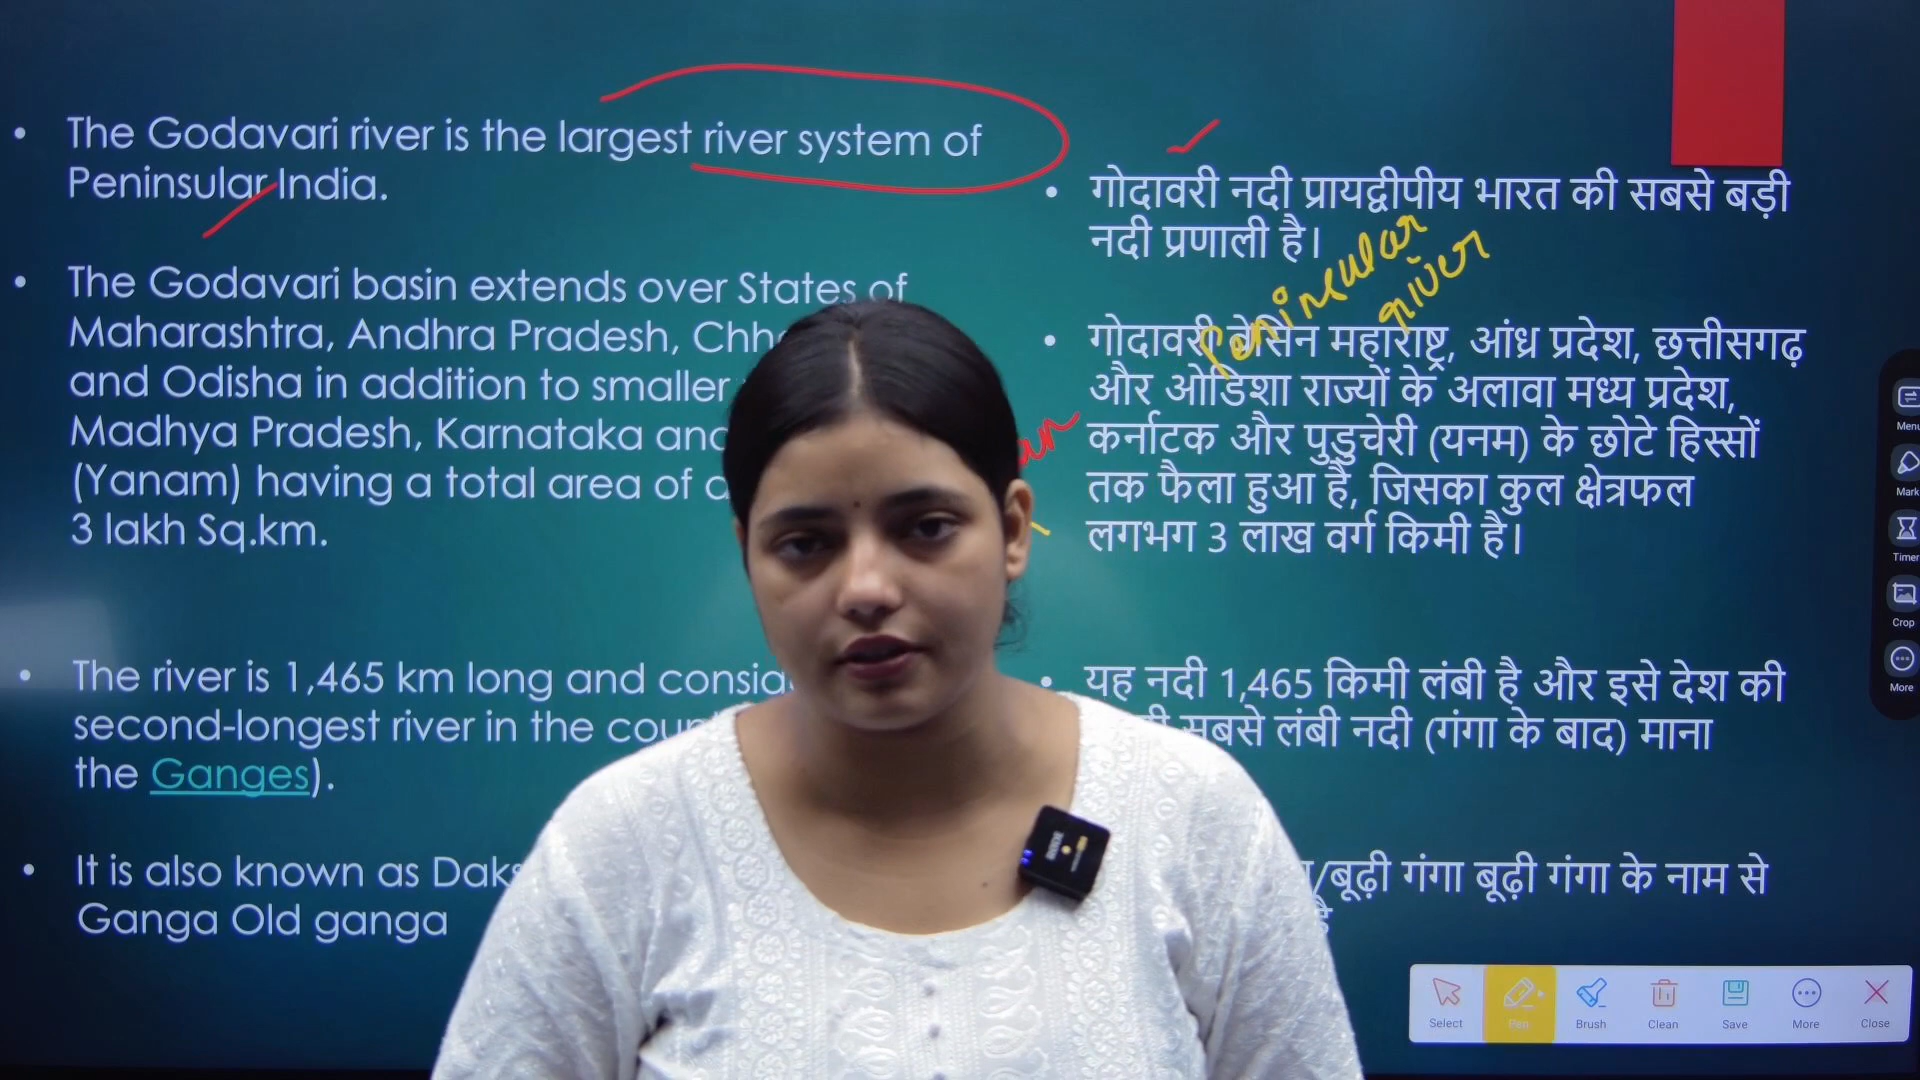 The Godavari river is the largest river system of
Peninsular India.
The Godavari basin extends over States of
Maharashtra, Andhra Pradesh,
and Odisha in addition to smaller
Madhya Pradesh, Karnataka
(Yanam) having a total area of
3 lakh Sq.km.
The river is 1,465 km long and
second-longest river in the
the Ganges).
It is also known as
Ganga Old ganga
गोदावरी नदी प्रायद्वीपीय भारत की सबसे बड़ी
नदी प्रणाली है।
Peninsular
river
गोदावरी बेसिन महाराष्ट्र, आंध्र प्रदेश, छत्तीसगढ़
और ओडिशा राज्यों के अलावा मध्य प्रदेश,
कर्नाटक और पुडुचेरी (यनम) के छोटे हिस्सों
तक फैला हुआ है, जिसका कुल क्षेत्रफल
लगभग 3 लाख वर्ग किमी है।
यह नदी 1,465 किमी लंबी है और इसे देश की
सबसे लंबी नदी (गंगा के बाद) माना
/बूढ़ी गंगा बूढ़ी गंगा के नाम से
Menu
Mark
Timer
Crop
More
Select
Pen
Brush
Clean
Save
More
Close